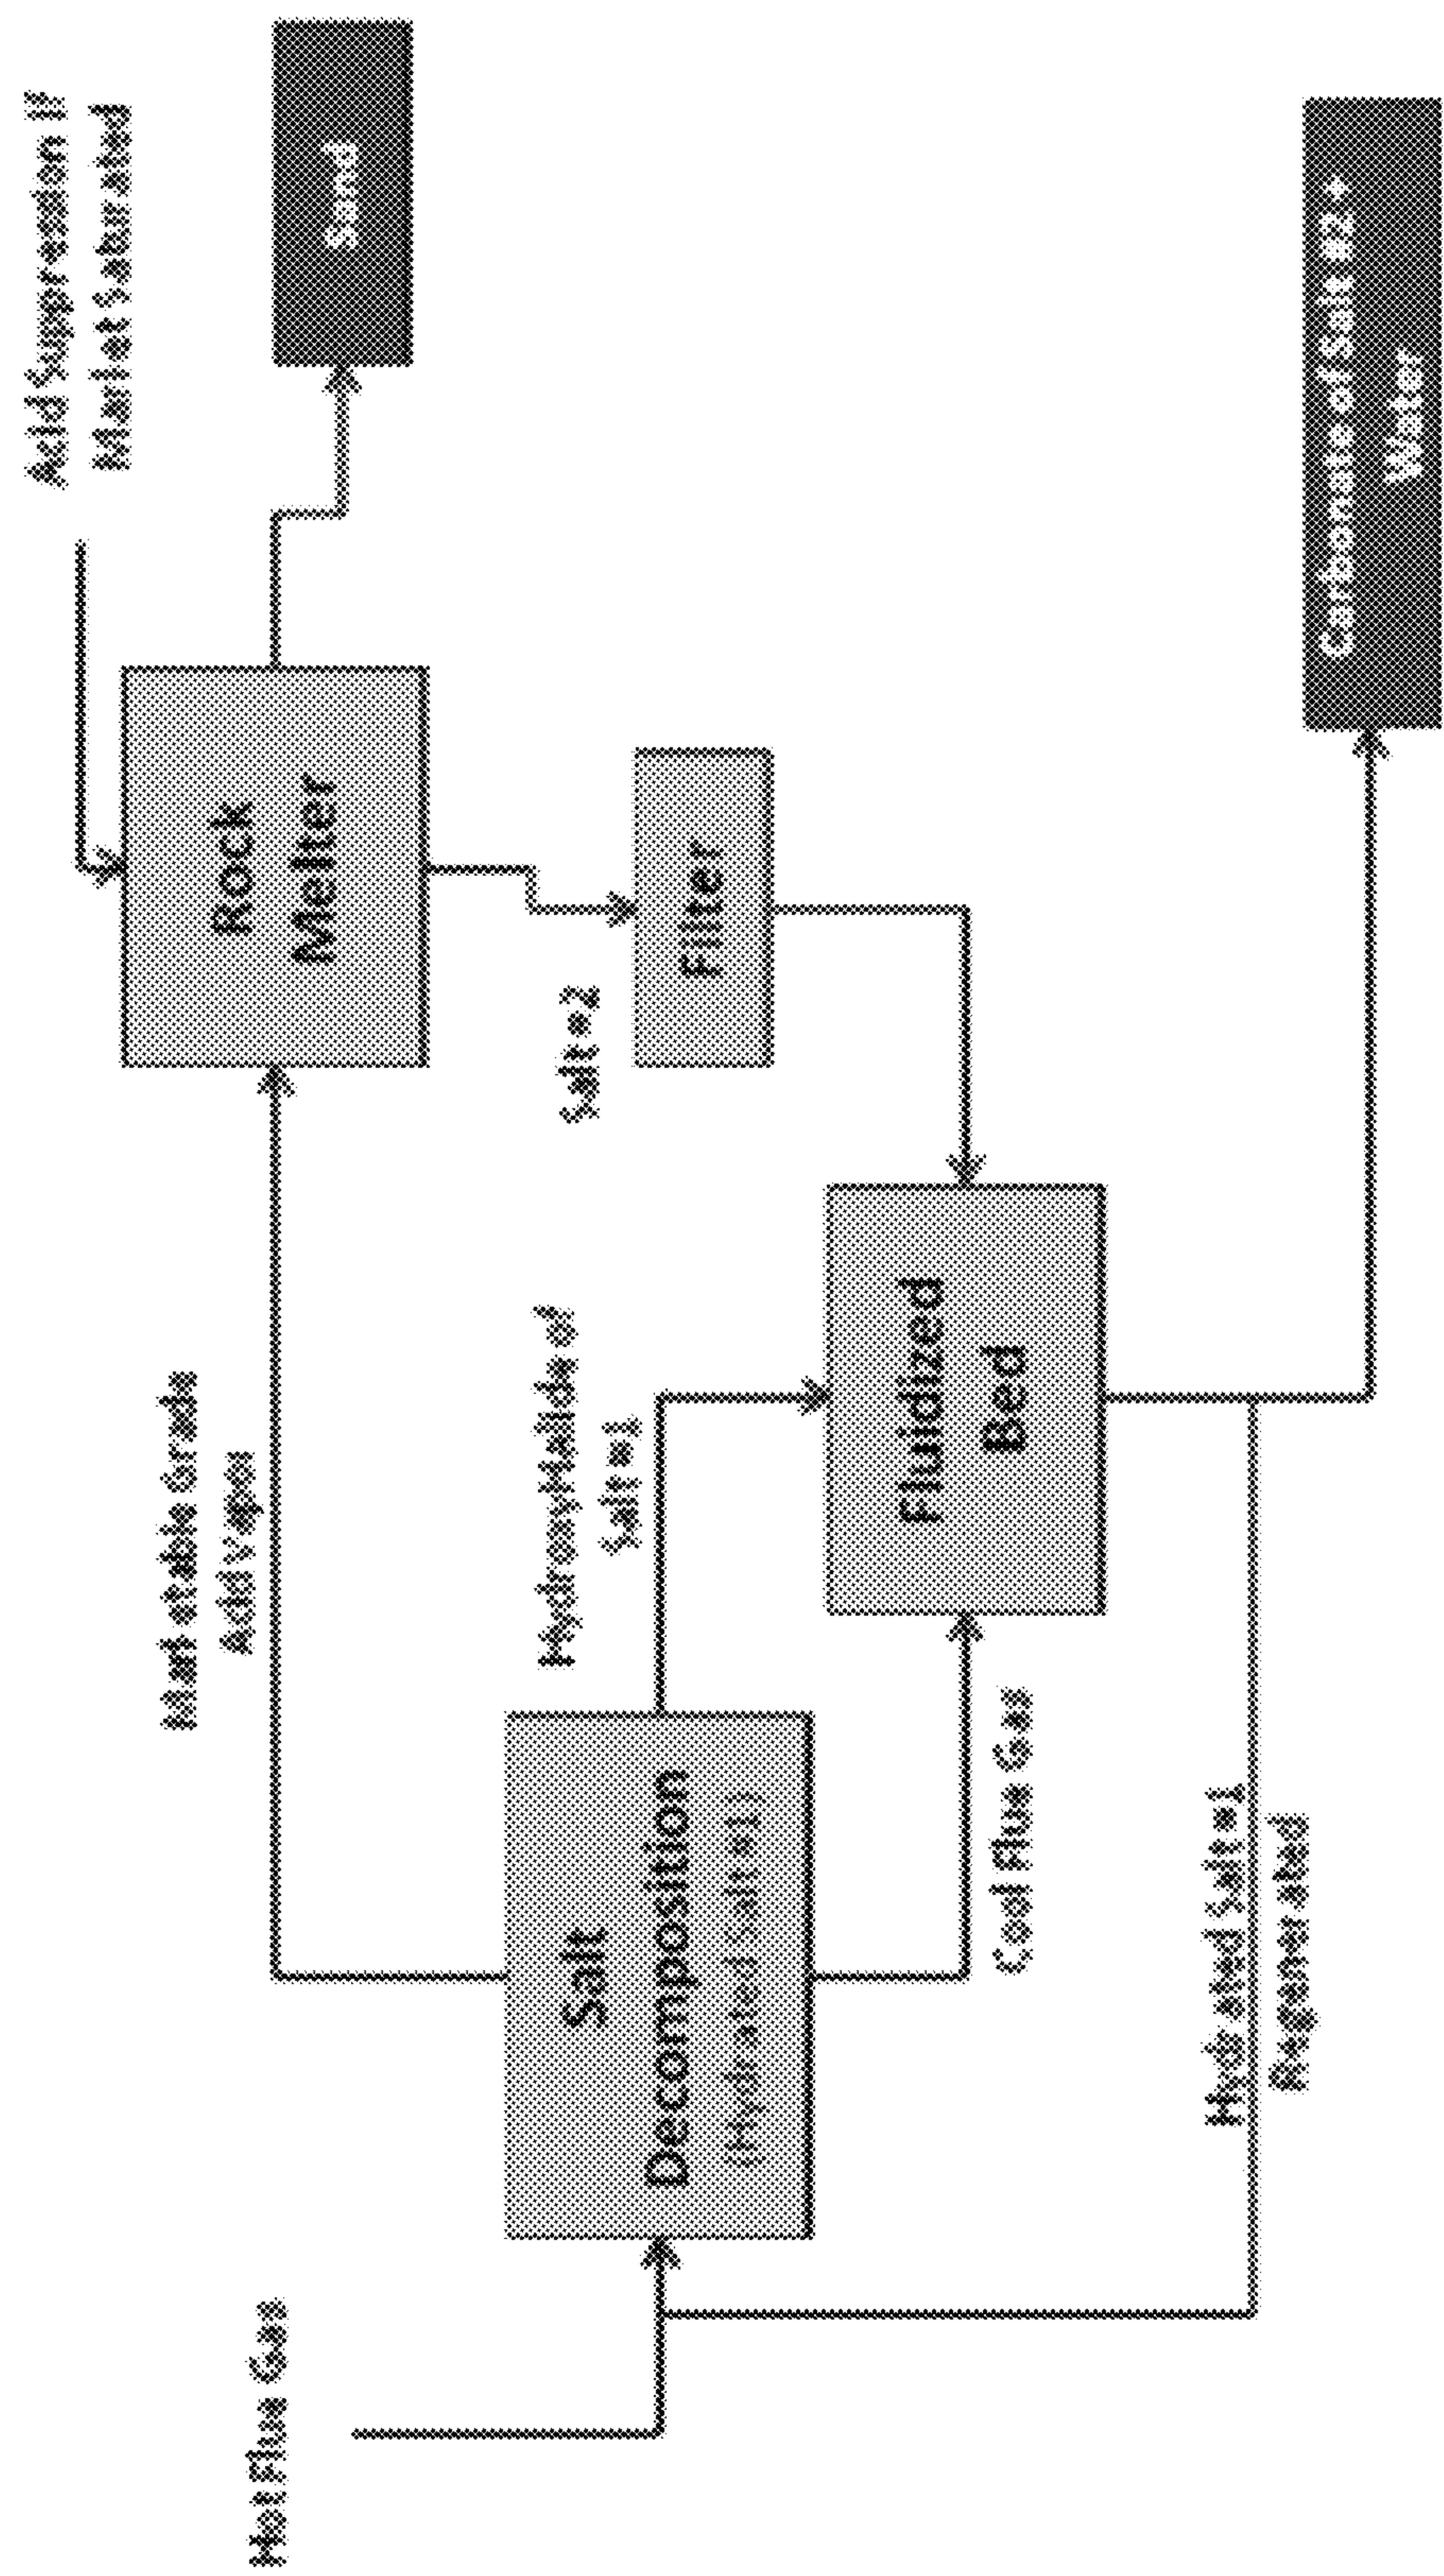 Acid Suppression If
Market Saturated
Sand
Rock
Melter
Marketable Grade
Acid Vapor
Salt #2
Filter
Hydroxyhalide of
Salt #1
Fluidized
Bed
Salt
Decomposition
(Hydrated Salt #1)
Cool Flue Gas
Hot Flue Gas
Hydrated Salt #1
Regenerated
Carbonate of Salt #2 +
Water